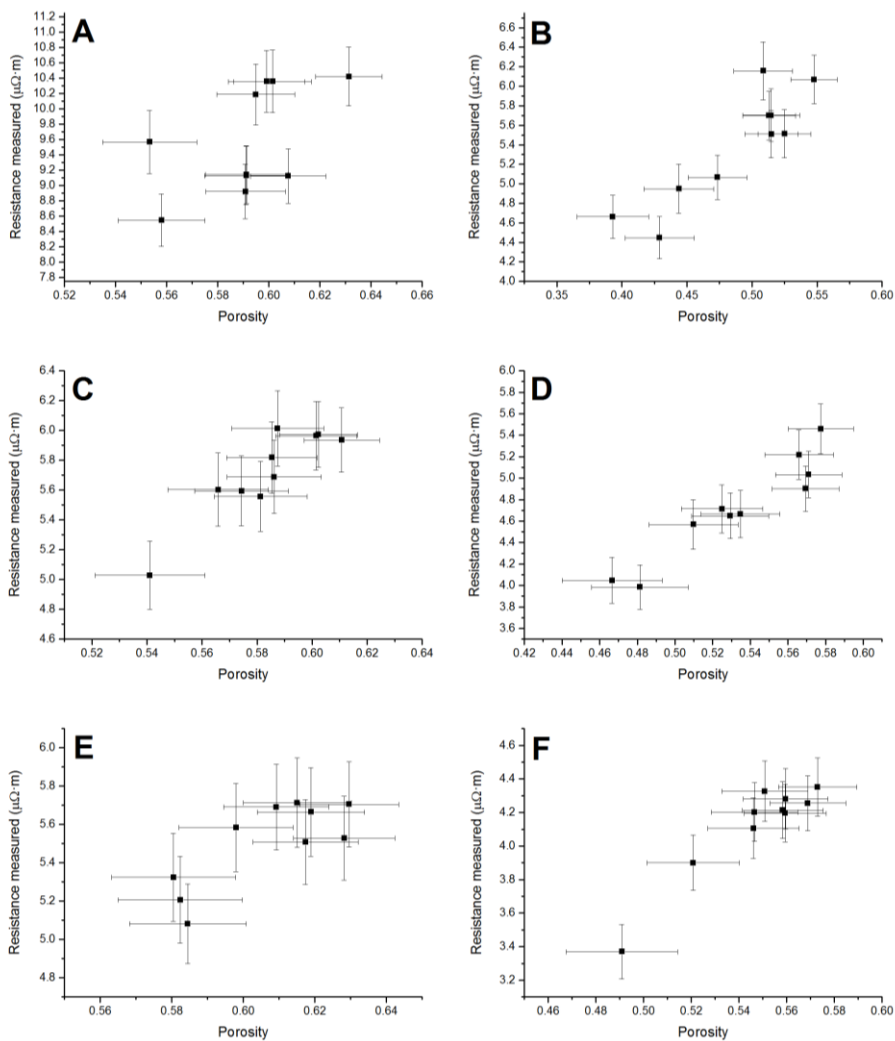 A
Resistance measured (μΩ·m)
11.2
11.0
10.8
10.6
10.4
10.2
10.0
9.8
9.6
9.4
9.2
9.0
8.8
8.6
8.4
8.2
8.0
7.8
0.52 0.54 0.56 0.58 0.60 0.62 0.64 0.66
Porosity
B
Resistance measured (μΩ·m)
6.6
6.4
6.2
6.0
5.8
5.6
5.4
5.2
5.0
4.8
4.6
4.4
4.2
4.0
0.35 0.40 0.45 0.50 0.55 0.60
Porosity
C
Resistance measured (μΩ·m)
6.4
6.2
6.0
5.8
5.6
5.4
5.2
5.0
4.8
4.6
0.52 0.54 0.56 0.58 0.60 0.62 0.64
Porosity
D
Resistance measured (μΩ·m)
6.0
5.8
5.6
5.4
5.2
5.0
4.8
4.6
4.4
4.2
4.0
3.8
3.6
0.42 0.44 0.46 0.48 0.50 0.52 0.54 0.56 0.58 0.60
Porosity
E
Resistance measured (μΩ·m)
6.0
5.8
5.6
5.4
5.2
5.0
4.8
0.56 0.58 0.60 0.62 0.64
Porosity
F
Resistance measured (μΩ·m)
4.6
4.4
4.2
4.0
3.8
3.6
3.4
3.2
0.46 0.48 0.50 0.52 0.54 0.56 0.58 0.60
Porosity